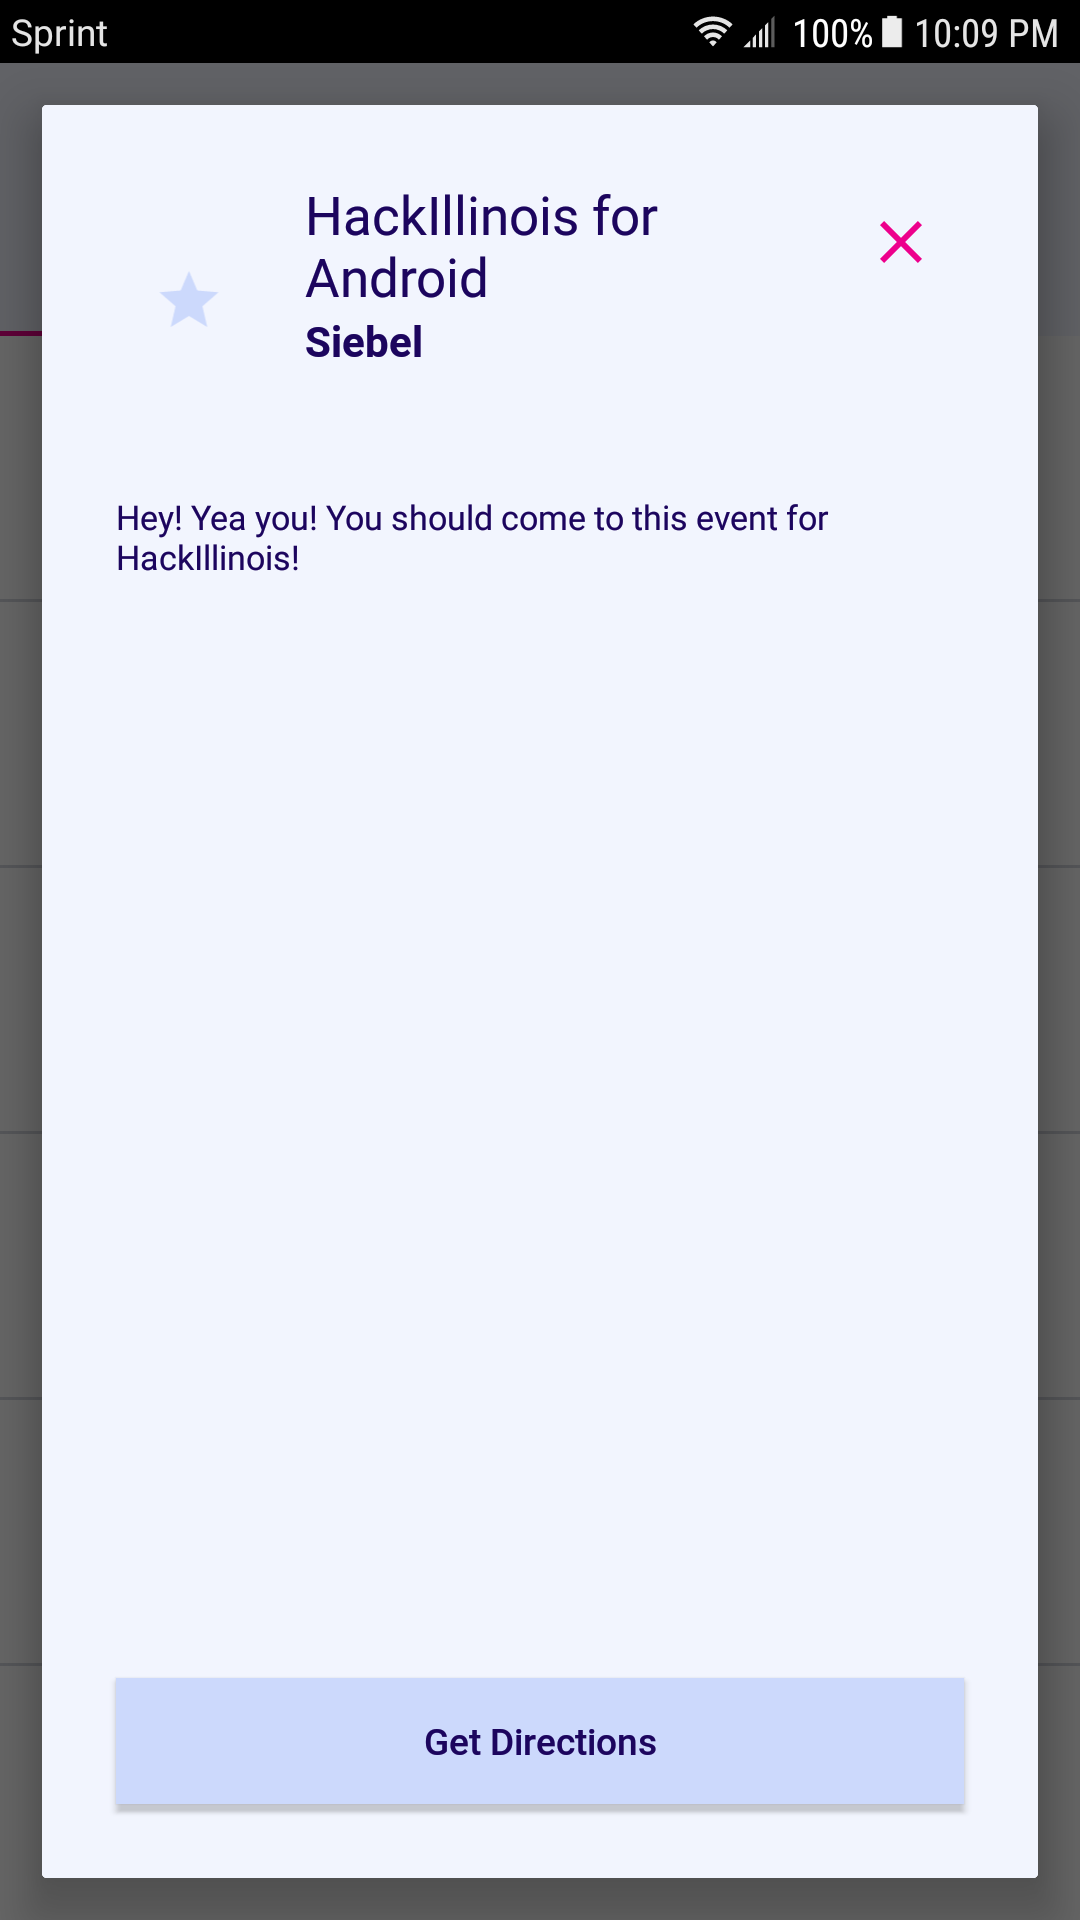 Sprint 100% 10:09 PM
HackIllinois for
Android
Siebel
Hey! Yea you! You should come to this event for
HackIllinois!
Get Directions